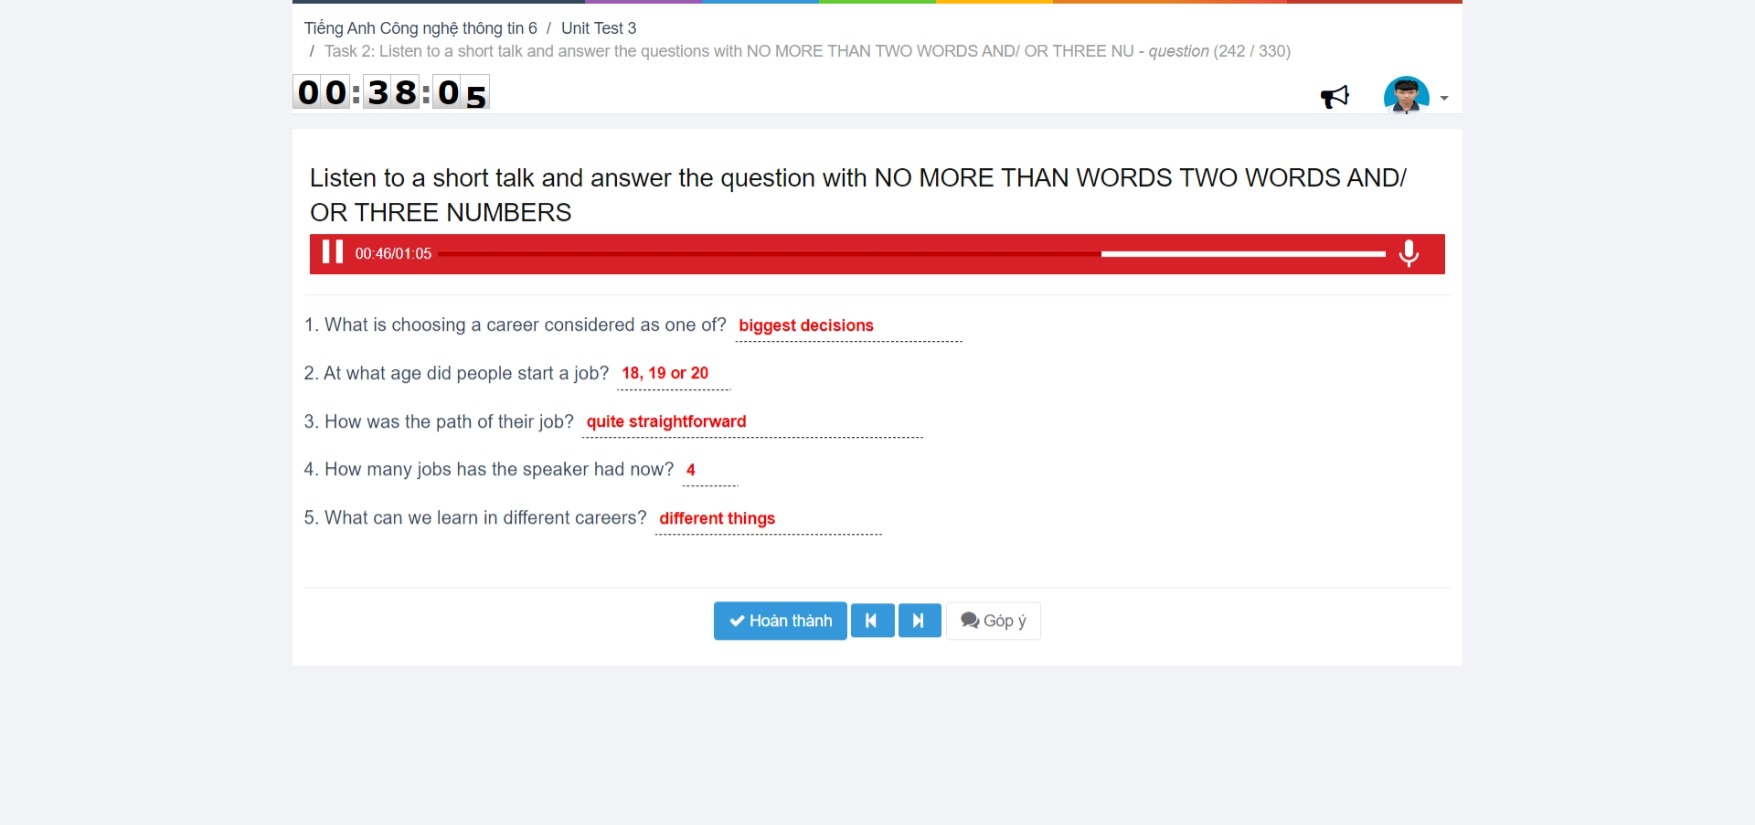 Tiếng Anh Công nghệ thông tin 6 / Unit Test 3
/ Task 2: Listen to a short talk and answer the questions with NO MORE THAN TWO WORDS AND/ OR THREE NU - question (242 / 330)
00:38:05
Listen to a short talk and answer the question with NO MORE THAN WORDS TWO WORDS AND/
OR THREE NUMBERS
00:46/01:05
1. What is choosing a career considered as one of? biggest decisions
2. At what age did people start a job? 18, 19 or 20
3. How was the path of their job? quite straightforward
4. How many jobs has the speaker had now? 4
5. What can we learn in different careers? different things
Hoàn thành Góp ý